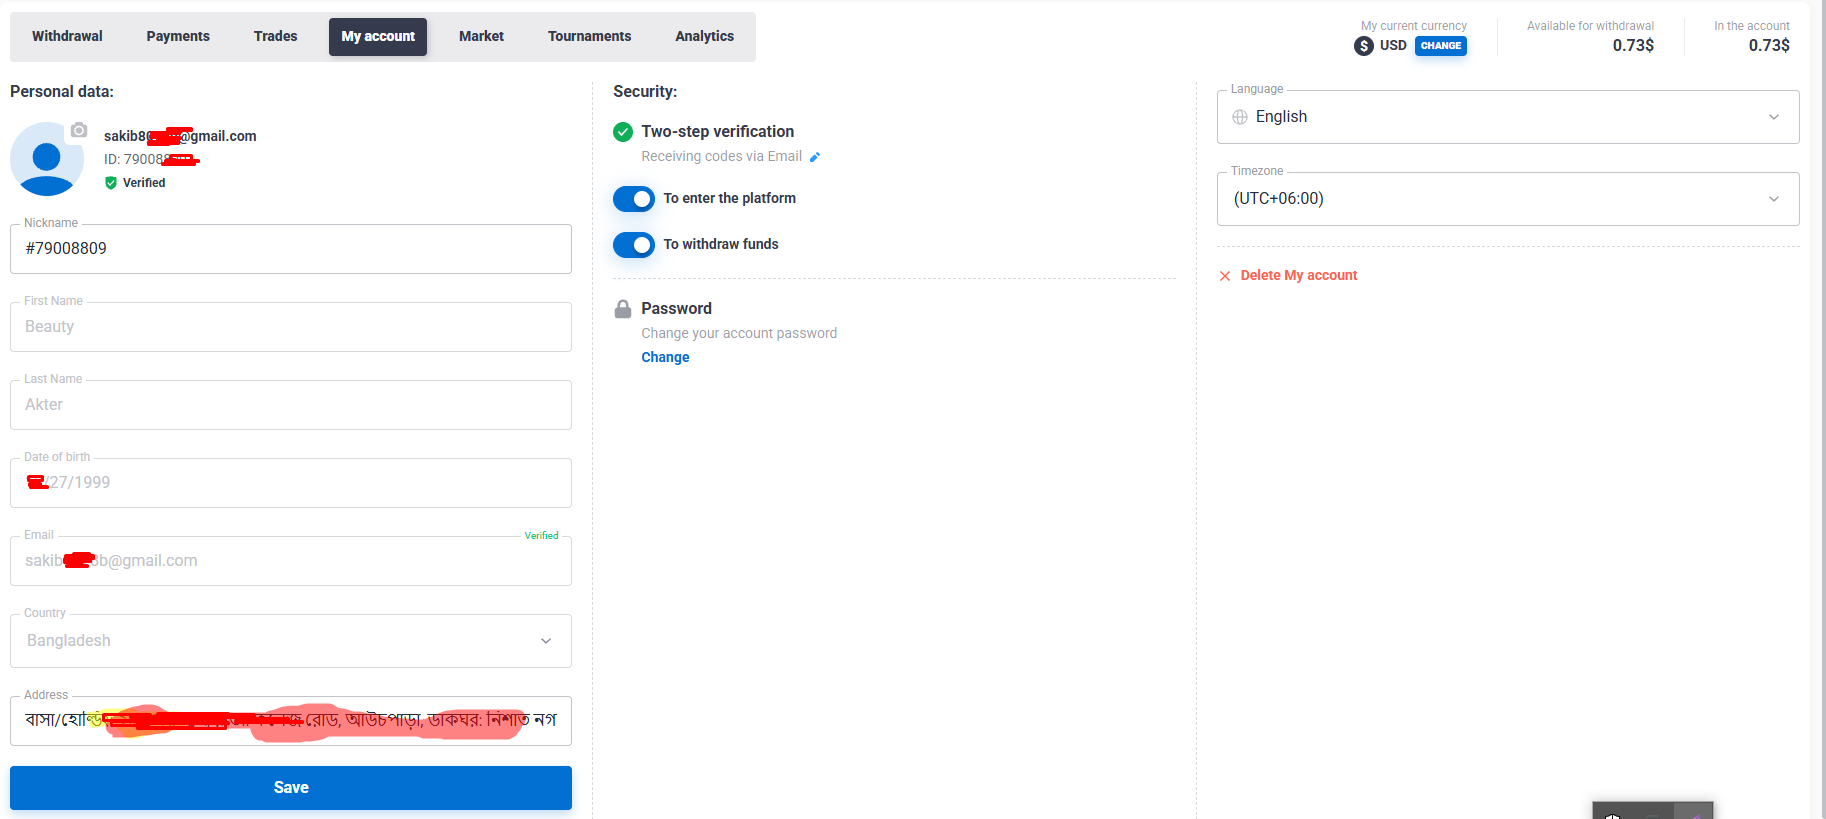 Withdrawal Payments Trades My account Market Tournaments Analytics
My current currency
$ USD CHANGE
Available for withdrawal
0.73$
In the account
0.73$
Personal data:
@gmail.com
ID: 79008
Verified
Nickname
#79008809
First Name
Beauty
Last Name
Akter
Date of birth
/27/1999
Email
Verified
sakib b@gmail.com
Country
Bangladesh
Address
বাসা/হোল্ডিং রোড, আউচপাড়া, ডাকঘর: নিশাত নগ
Save
Security:
Two-step verification
Receiving codes via Email
To enter the platform
To withdraw funds
Password
Change your account password
Change
Language
English
Timezone
(UTC+06:00)
Delete My account